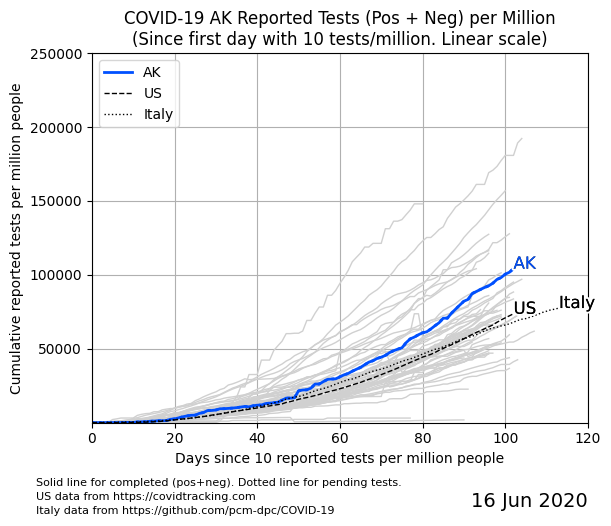 COVID-19 AK Reported Tests (Pos + Neg) per Million
(Since first day with 10 tests/million. Linear scale)
Cumulative reported tests per million people
250000
200000
150000
100000
50000
AK
US
Italy
AK
US
Italy
0 20 40 60 80 100 120
Days since 10 reported tests per million people
Solid line for completed (pos+neg). Dotted line for pending tests.
US data from https://covidtracking.com
Italy data from https://github.com/pcm-dpc/COVID-19
16 Jun 2020